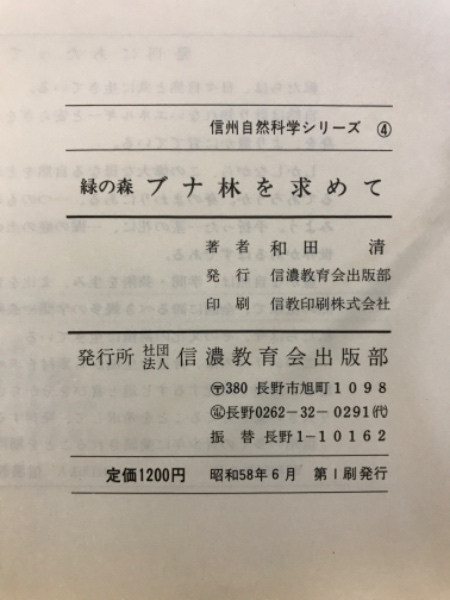 信州自然科学シリーズ ④
緑の森 ブナ林を求めて
著者 和田 清
発行 信濃教育会出版部
印刷 信教印刷株式会社
発行所 社団法人 信濃教育会出版部
〒380 長野市旭町1098
℡長野0262-32-0291(代)
振替 長野1-10162
定価1200円 昭和58年6月 第1刷発行